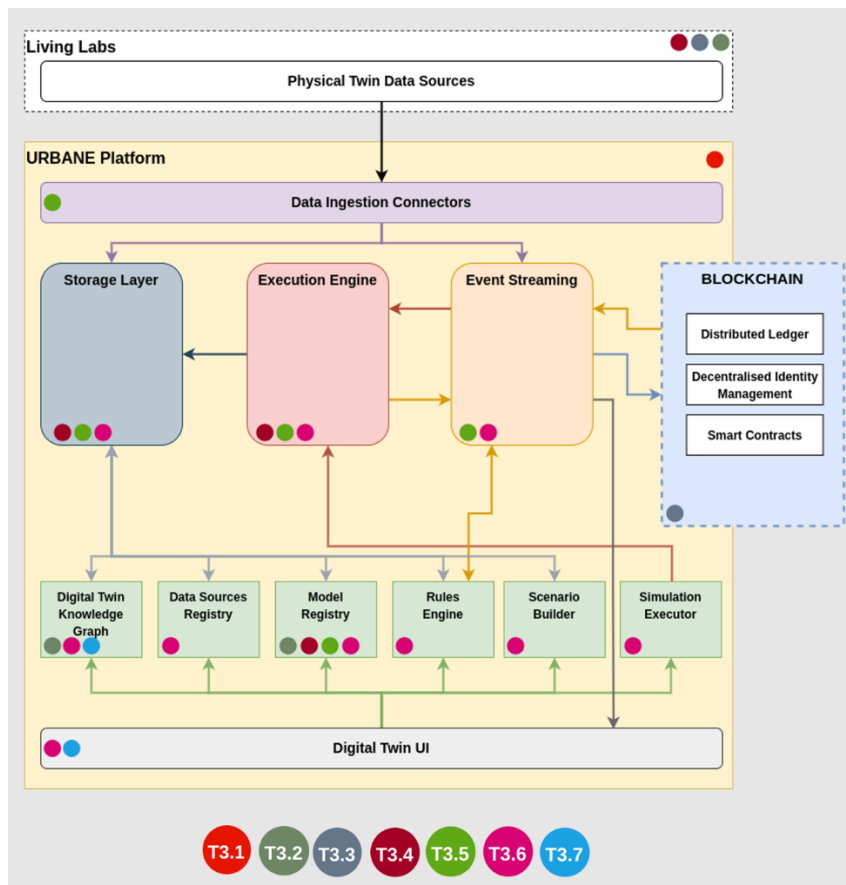 Living Labs
Physical Twin Data Sources
URBANE Platform
Data Ingestion Connectors
Storage Layer
Execution Engine
Event Streaming
BLOCKCHAIN
Distributed Ledger
Decentralised Identity
Management
Smart Contracts
Digital Twin
Knowledge
Graph
Data Sources
Registry
Model
Registry
Rules
Engine
Scenario
Builder
Simulation
Executor
Digital Twin UI
T3.1
T3.2
T3.3
T3.4
T3.5
T3.6
T3.7